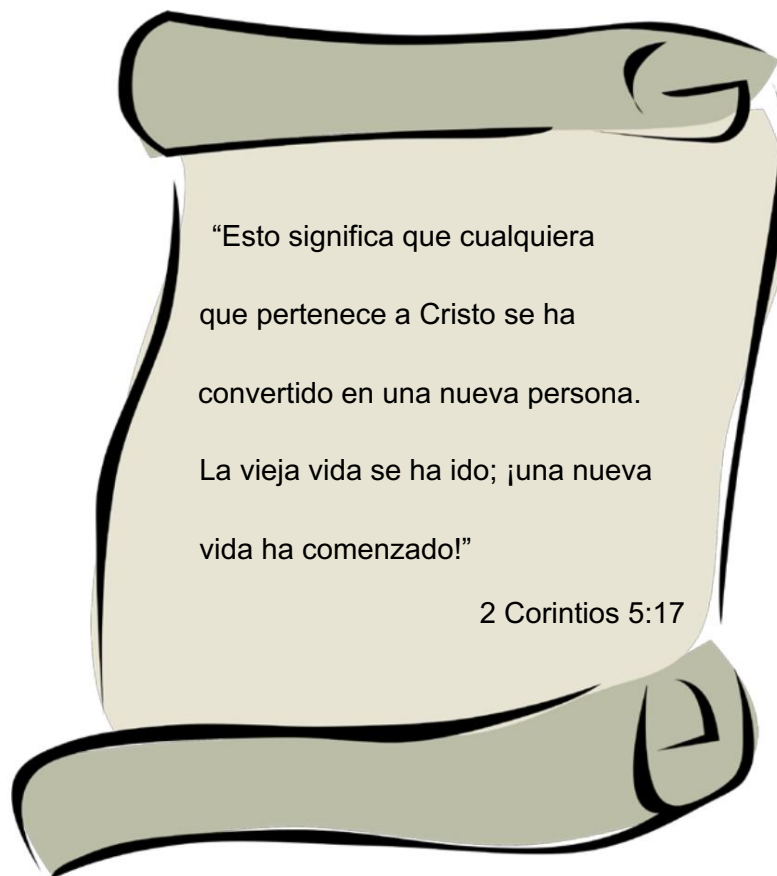 “Esto significa que cualquiera
que pertenece a Cristo se ha
convertido en una nueva persona.
La vieja vida se ha ido; ¡una nueva
vida ha comenzado!”
2 Corintios 5:17